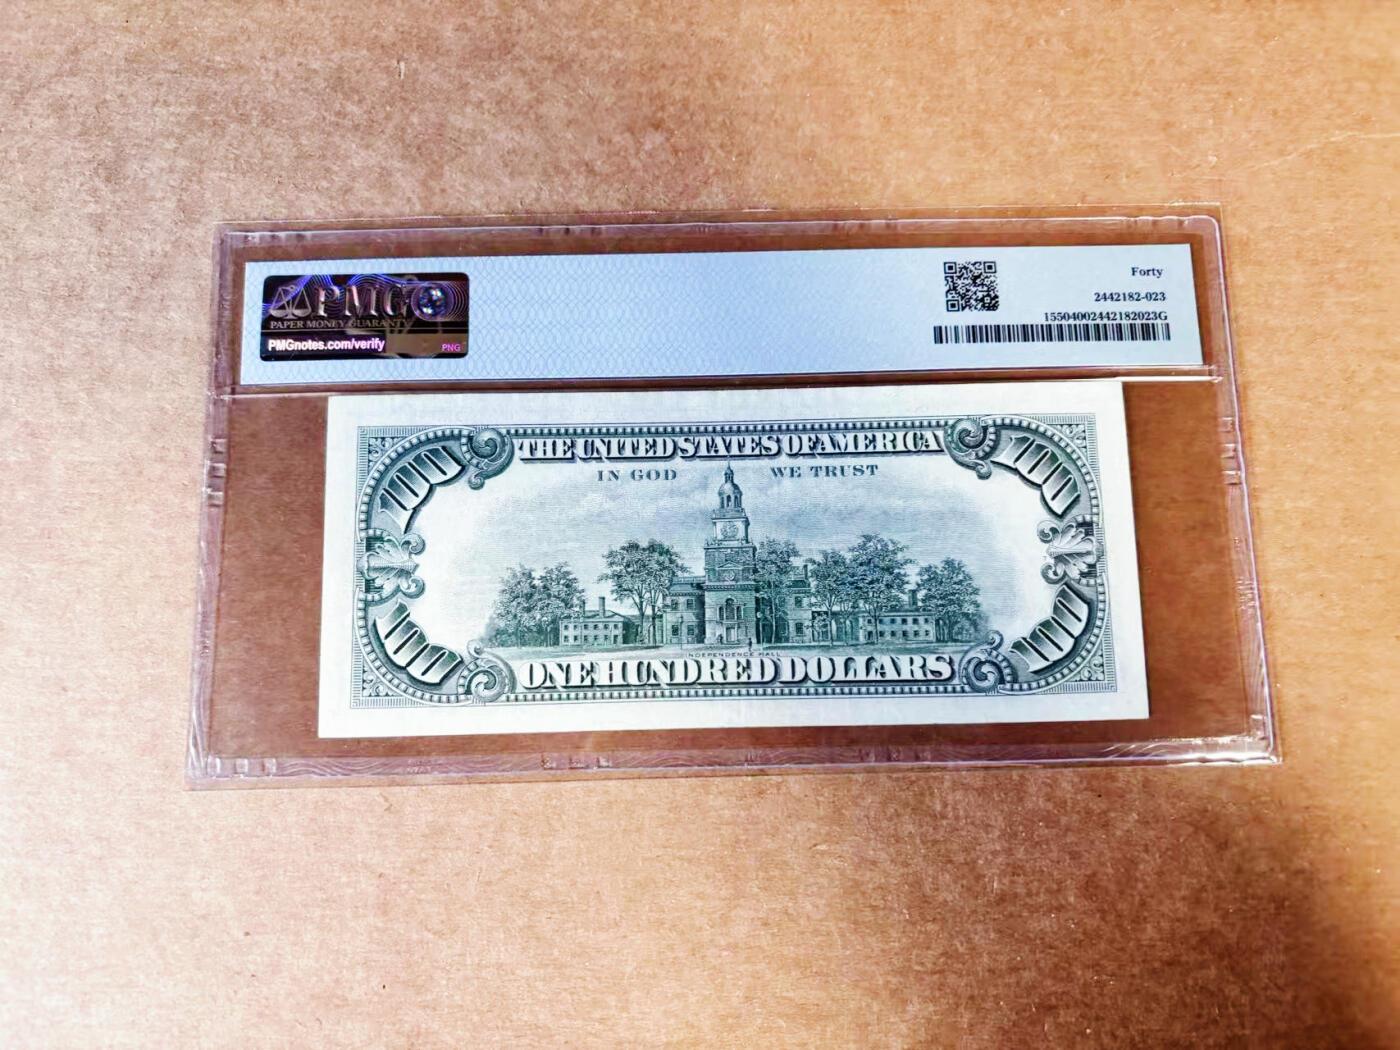 PMG
PAPER MONEY GUARANTY
PMGnotes.com/verify
PNG
Forty
2442182-023
15504002442182023G
THE UNITED STATES OF AMERICA
IN GOD WE TRUST
100
100
100
100
INDEPENDENCE HALL
ONE HUNDRED DOLLARS